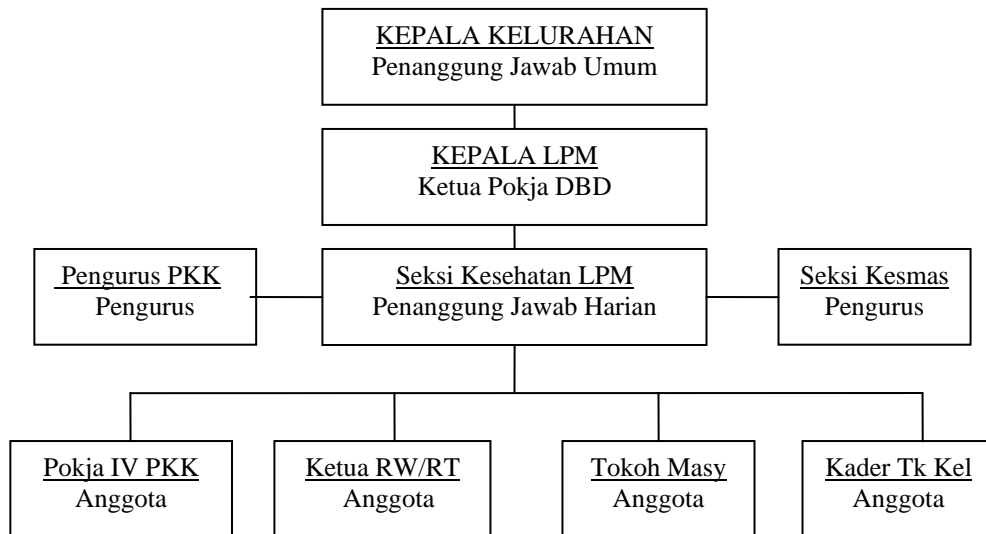 KEPALA KELURAHAN
Penanggung Jawab Umum
KEPALA LPM
Ketua Pokja DBD
Pengurus PKK
Pengurus
Seksi Kesehatan LPM
Penanggung Jawab Harian
Seksi Kesmas
Pengurus
Pokja IV PKK
Anggota
Ketua RW/RT
Anggota
Tokoh Masy
Anggota
Kader Tk Kel
Anggota